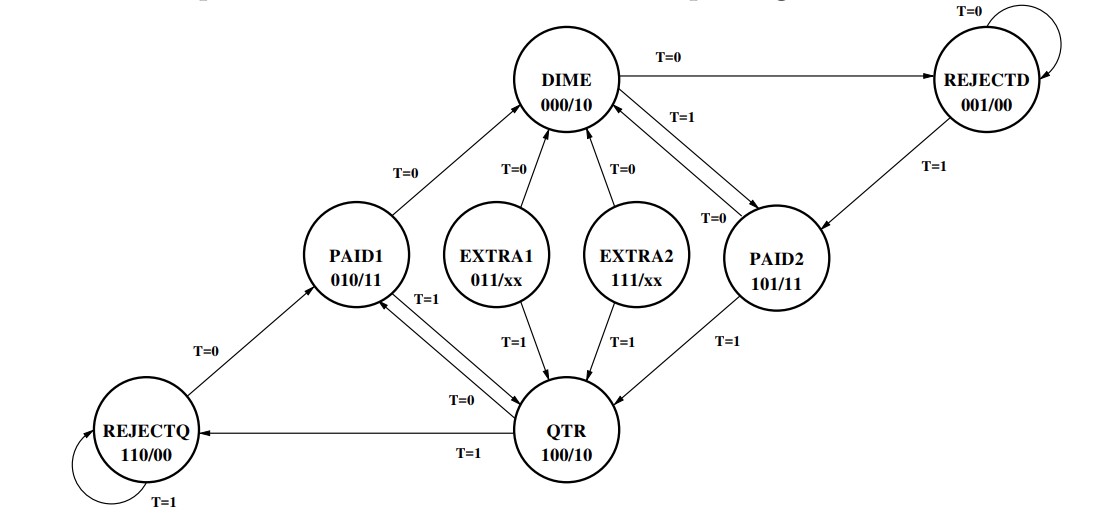 T=0
T=0
DIME
000/10
REJECTD
001/00
T=1
T=1
T=0
T=0
T=0
T=0
PAID1
010/11
EXTRA1
011/xx
EXTRA2
111/xx
PAID2
101/11
T=1
T=1
T=1
T=1
T=0
T=0
REJECTQ
110/00
QTR
100/10
T=1
T=1